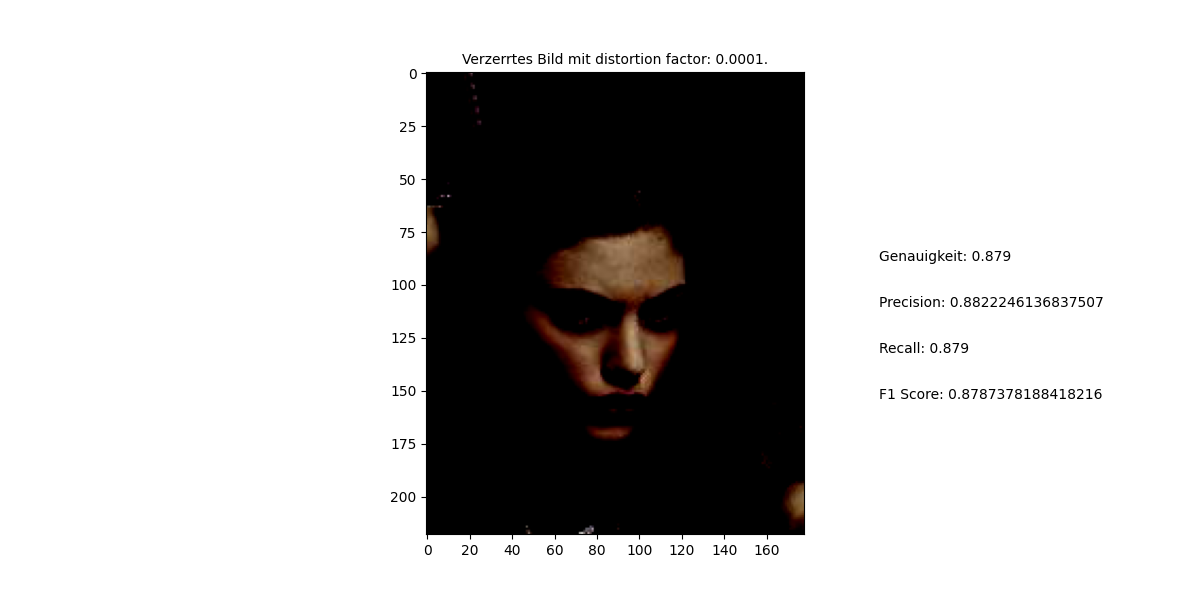 Verzerrtes Bild mit distortion factor: 0.0001.
0
25
50
75
100
125
150
175
200
0 20 40 60 80 100 120 140 160
Genauigkeit: 0.879
Precision: 0.8822246136837507
Recall: 0.879
F1 Score: 0.8787378188418216